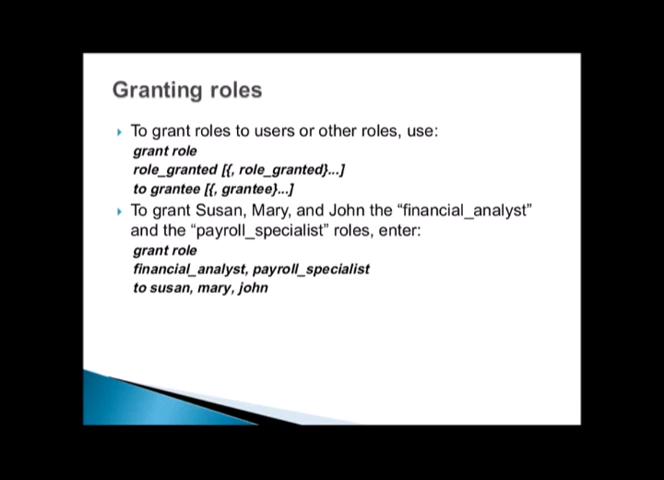 Granting roles
To grant roles to users or other roles, use:
grant role
role_granted [{, role_granted}...]
to grantee [{, grantee}...]
To grant Susan, Mary, and John the “financial_analyst”
and the “payroll_specialist” roles, enter:
grant role
financial_analyst, payroll_specialist
to susan, mary, john